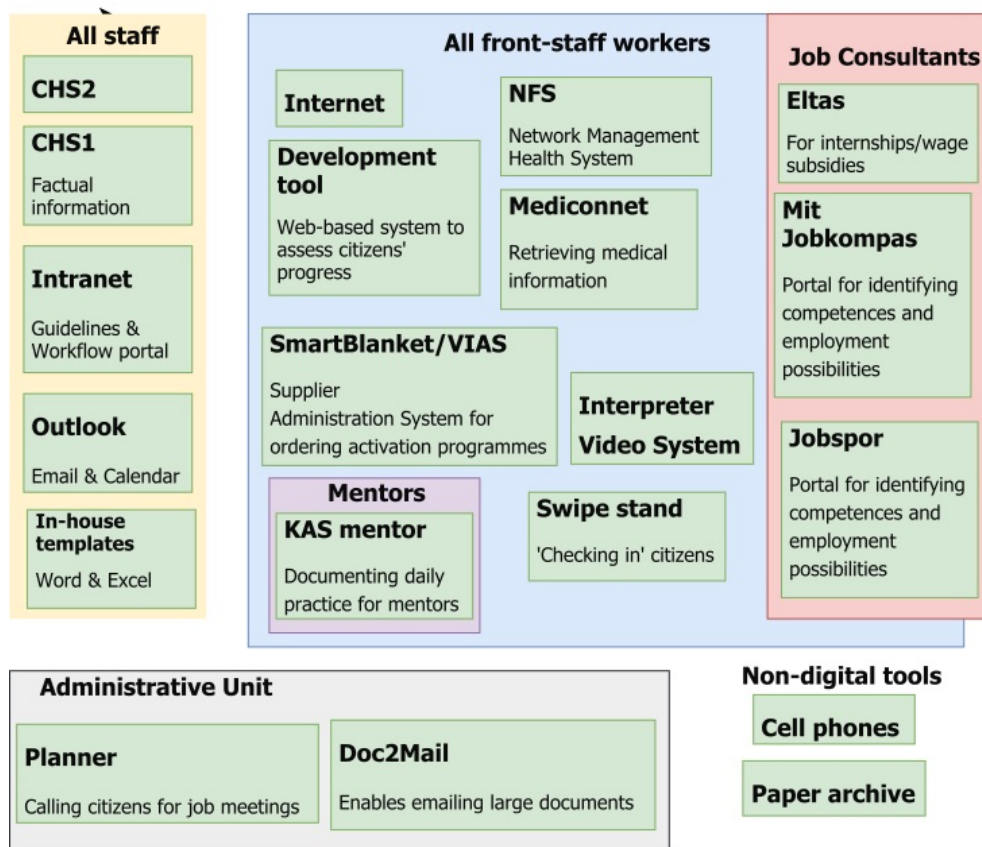 All staff
CHS2
CHS1
Factual
information
Intranet
Guidelines &
Workflow portal
Outlook
Email & Calendar
In-house
templates
Word & Excel
All front-staff workers
Internet
NFS
Network Management
Health System
Development
tool
Web-based system to
assess citizens'
progress
Mediconnet
Retrieving medical
information
SmartBlanket/VIAS
Supplier
Administration System for
ordering activation programmes
Interpreter
Video System
Mentors
KAS mentor
Documenting daily
practice for mentors
Swipe stand
'Checking in' citizens
Job Consultants
Eltas
For internships/wage
subsidies
Mit
Jobkompas
Portal for identifying
competences and
employment
possibilities
Jobspor
Portal for identifying
competences and
employment
possibilities
Administrative Unit
Planner
Calling citizens for job meetings
Doc2Mail
Enables emailing large documents
Non-digital tools
Cell phones
Paper archive